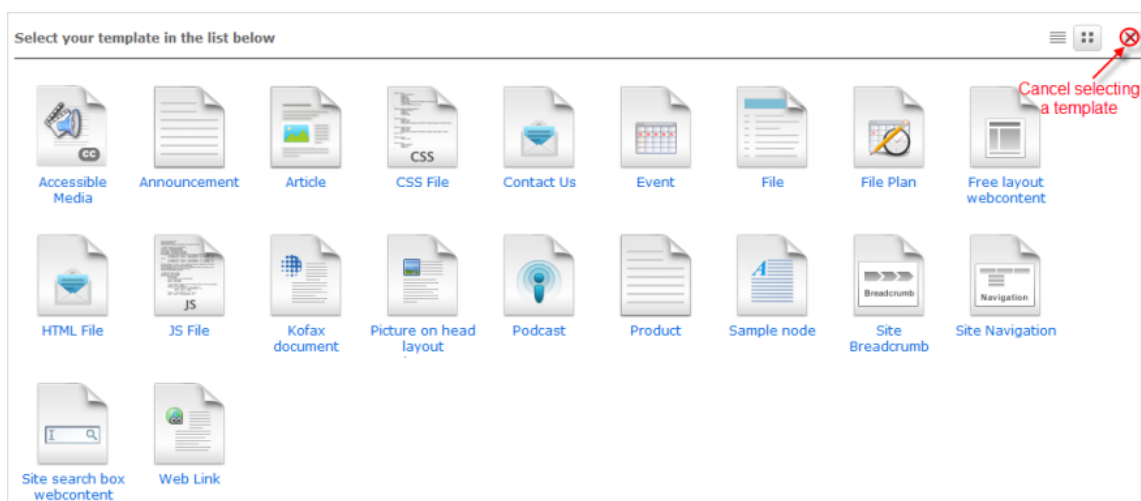 Select your template in the list below
Cancel selecting
a template
CC
CSS
Accessible
Media
Announcement
Article
CSS File
Contact Us
Event
File
File Plan
Free layout
webcontent
JS
A
Breadcrumb
Navigation
HTML File
JS File
Kofax
document
Picture on head
layout
Podcast
Product
Sample node
Site
Breadcrumb
Site Navigation
Site search box
webcontent
Web Link